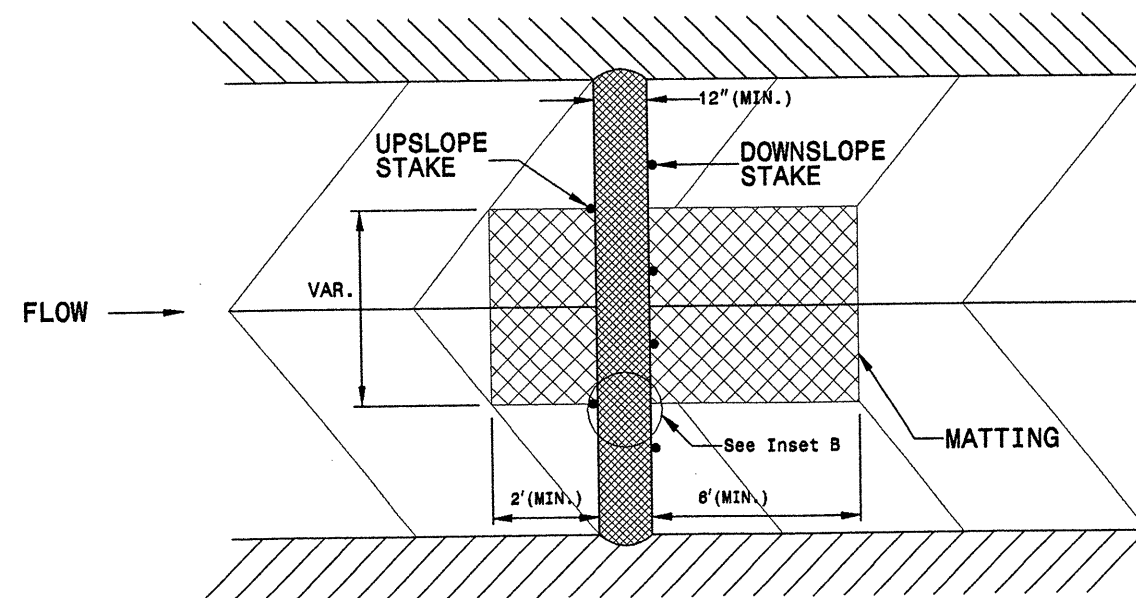 12"(MIN.)
UPSLOPE
STAKE
DOWNSLOPE
STAKE
VAR.
FLOW
See Inset B
MATTING
2'(MIN.)
6'(MIN.)